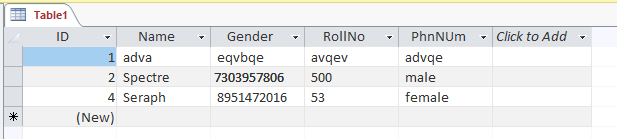 Table1
ID Name Gender RollNo PhnNUm Click to Add
1 adva eqvbqe avqev advqe
2 Spectre 7303957806 500 male
4 Seraph 8951472016 53 female
* (New)